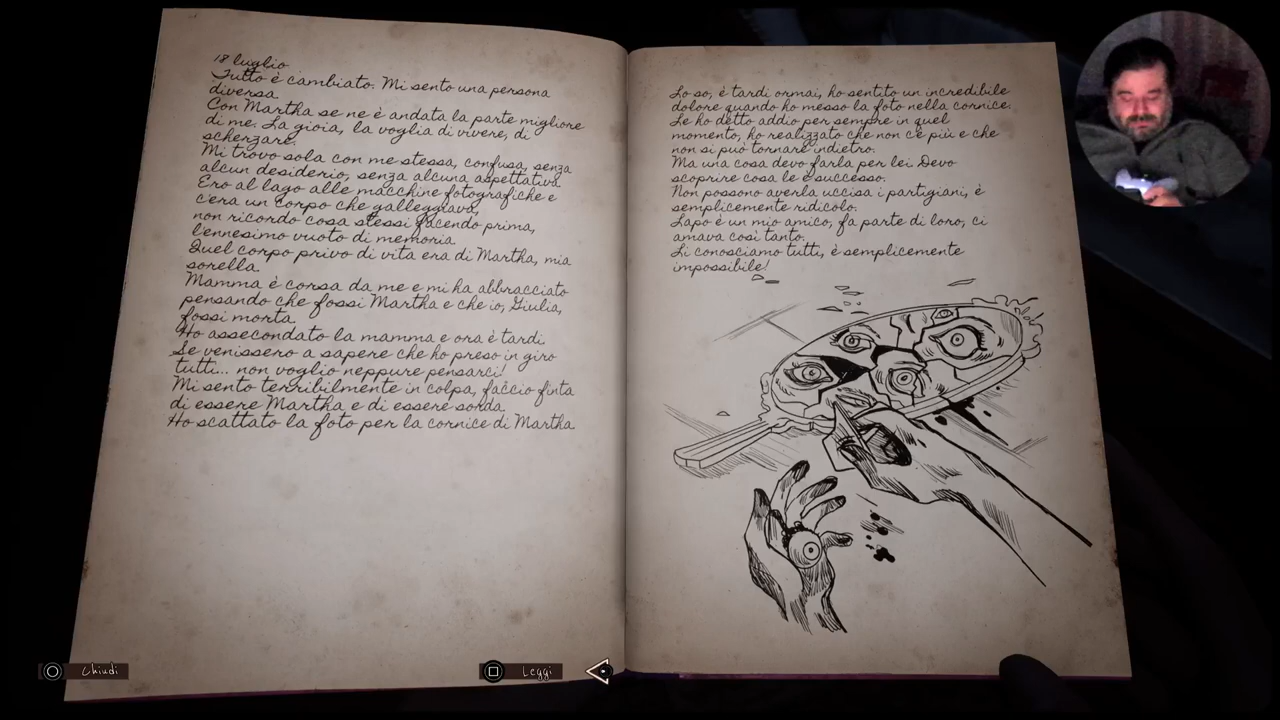 18 luglio
Tutto è cambiato. Mi sento una persona
diversa.
Con Martha se ne è andata la parte migliore
di me. La gioia, la voglia di vivere, di
scherzare.
Mi trovo sola con me stessa, confusa, senza
alcun desiderio, senza alcuna aspettativa.
Ero al lago alle macchine fotografiche e
c'era un corpo che galleggiava,
non ricordo cosa stessi facendo prima,
l'ennesimo vuoto di memoria.
Quel corpo privo di vita era di Martha, mia
sorella.
Mamma è corsa da me e mi ha abbracciato
pensando che fossi Martha e che io, Giulia,
fossi morta.
Ho assecondato la mamma e ora è tardi.
Se venissero a sapere che ho preso in giro
tutti... non voglio neppure pensarci!
Mi sento terribilmente in colpa, faccio finta
di essere Martha e di essere sorda.
Ho scattato la foto per la cornice di Martha.
Lo so, è tardi ormai, ho sentito un incredibile
dolore quando ho messo la foto nella cornice.
Le ho detto addio per sempre in quel
momento, ho realizzato che non c'è più e che
non si può tornare indietro.
Ma una cosa devo farla per lei. Devo
scoprire cosa le è successo.
Non possono averla uccisa i partigiani, è
semplicemente ridicolo.
Lapo è un mio amico, fa parte di loro, ci
amava così tanto.
Li conosciamo tutti, è semplicemente
impossibile!
Chiudi
Leggi